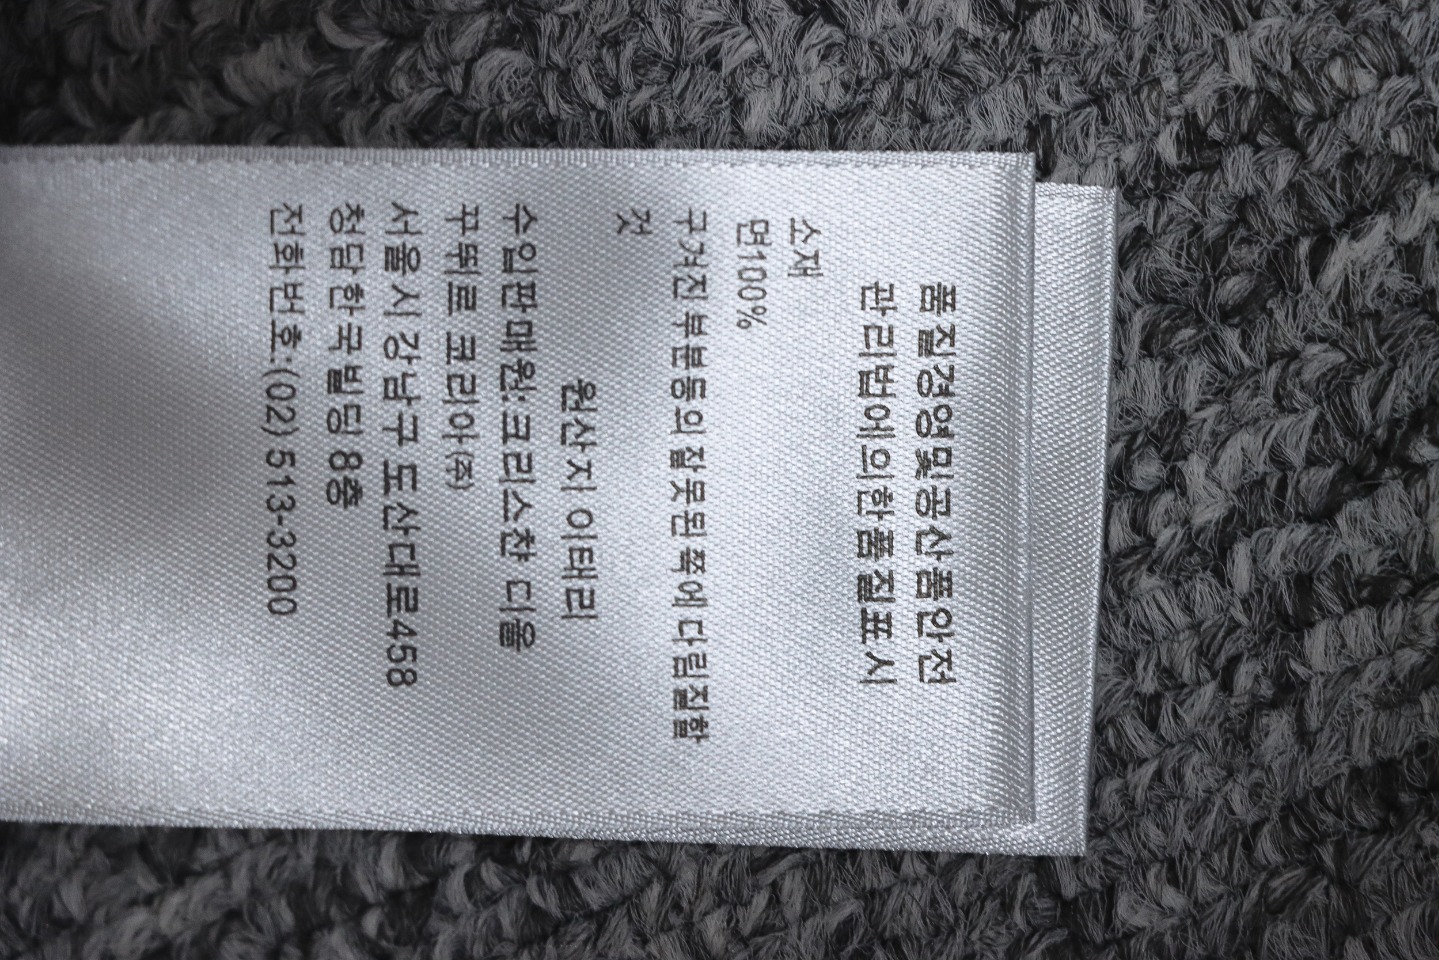 품질경영및공산품안전
관리법에의한품질표시
소재
면100%
구겨진부분등의잘못된쪽에다림질할
것
원산지 이태리
수입판매원:크리스챤 디올
꾸뛰르 코리아㈜
서울시 강남구 도산대로458
청담한국빌딩 8층
전화번호:(02) 513-3200